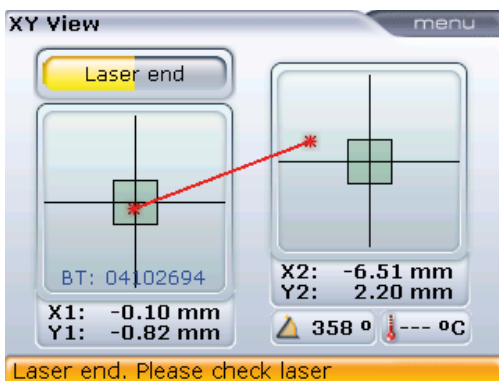 XY View
menu
Laser end
BT: 04102694
X1: -0.10 mm
Y1: -0.82 mm
X2: -6.51 mm
Y2: 2.20 mm
358 º
--- ºC
Laser end. Please check laser